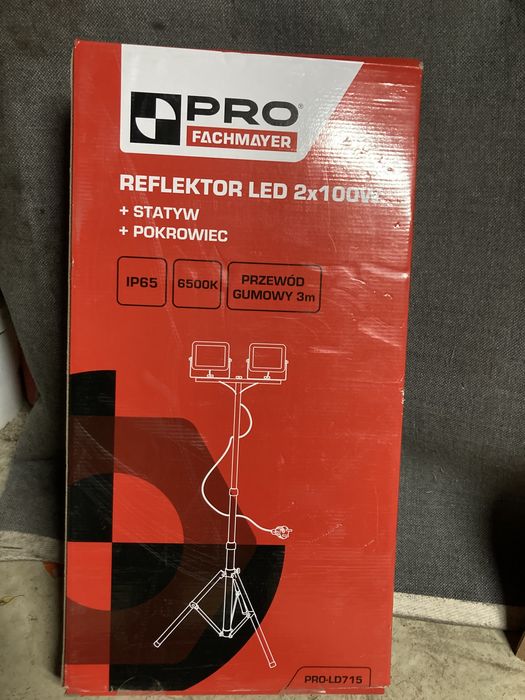 PRO®
FACHMAYER
REFLEKTOR LED 2x100W
+ STATYW
+ POKROWIEC
IP65
6500K
PRZEWÓD
GUMOWY 3m
PRO-LD715